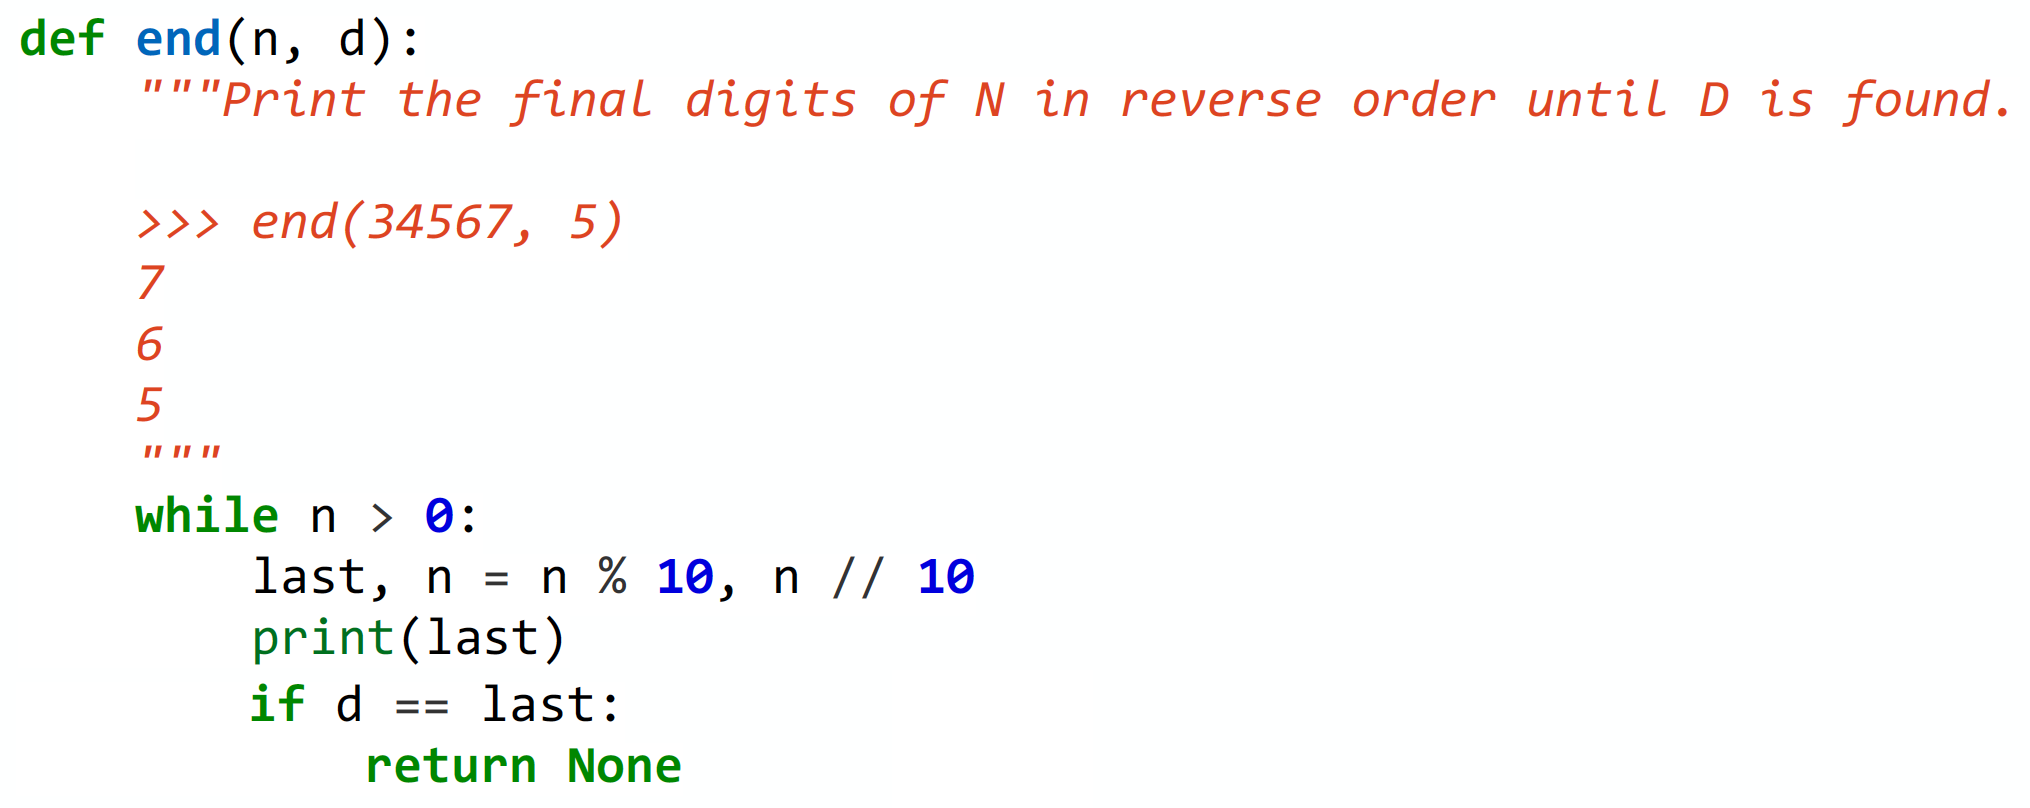 def end(n, d):
    """Print the final digits of N in reverse order until D is found.

    >>> end(34567, 5)
    7
    6
    5
    """
    while n > 0:
        last, n = n % 10, n // 10
        print(last)
        if d == last:
            return None